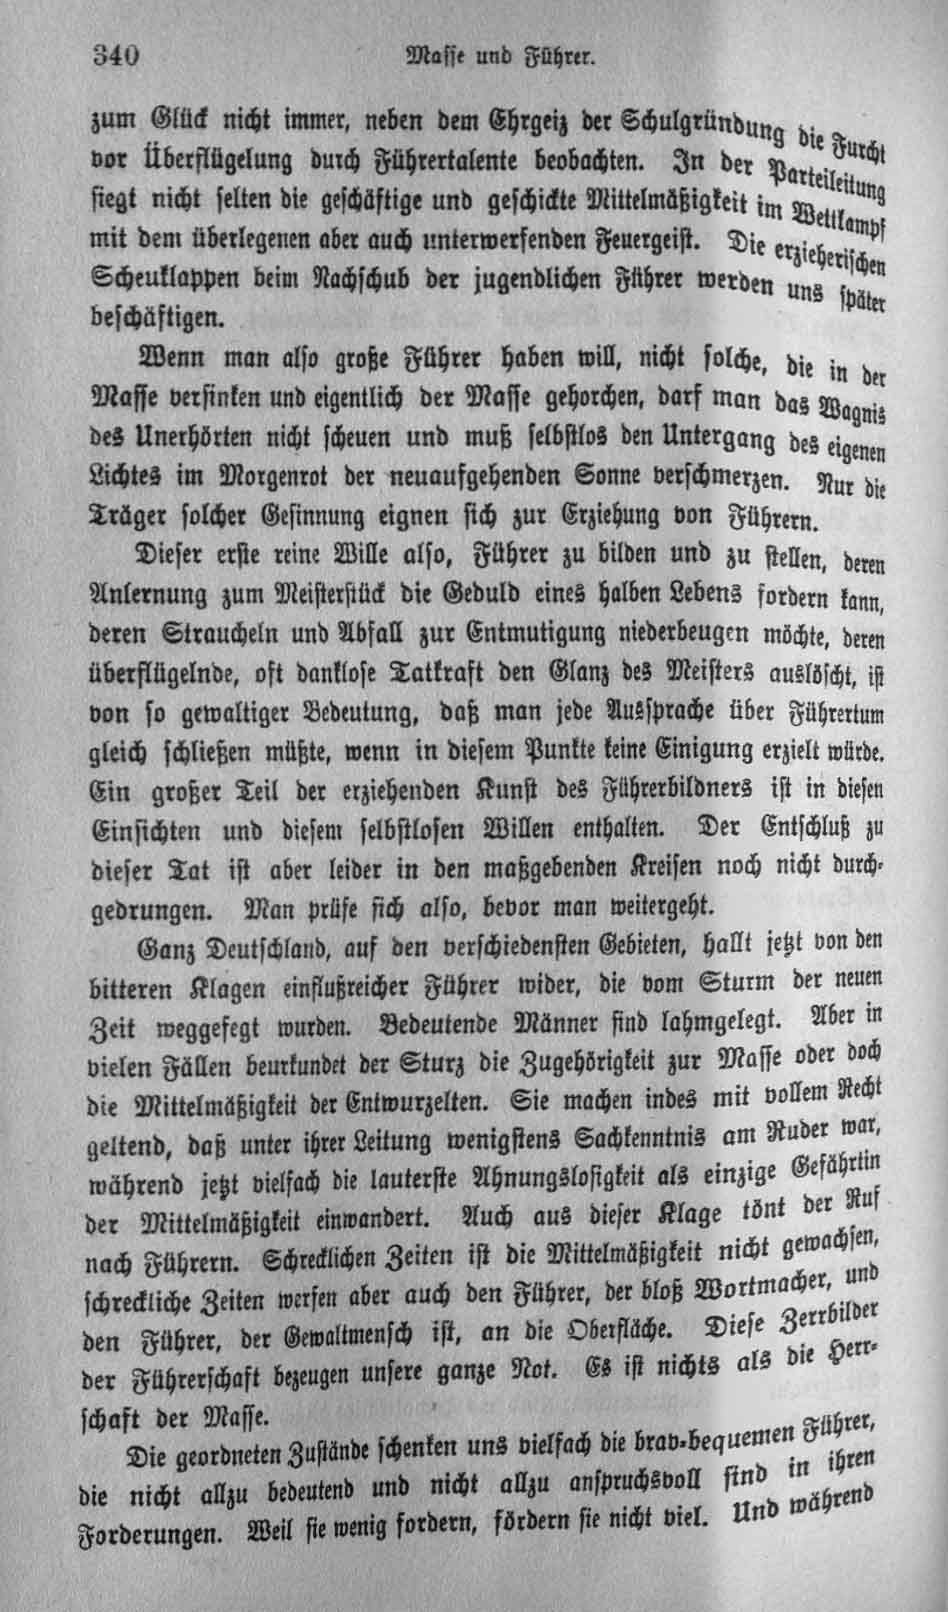 340 Masse und Führer.
zum Glück nicht immer, neben dem Ehrgeiz der Schulgründung die Furcht
vor Überflügelung durch Führertalente beobachten. In der Parteileitung
siegt nicht selten die geschäftige und geschickte Mittelmäßigkeit im Wettkampf
mit dem überlegenen aber auch unterwerfenden Feuergeist. Die erzieherischen
Scheuklappen beim Nachschub der jugendlichen Führer werden uns später
beschäftigen.
Wenn man also große Führer haben will, nicht solche, die in der
Masse versinken und eigentlich der Masse gehorchen, darf man das Wagnis
des Unerhörten nicht scheuen und muß selbstlos den Untergang des eigenen
Lichtes im Morgenrot der neuaufgehenden Sonne verschmerzen. Nur die
Träger solcher Gesinnung eignen sich zur Erziehung von Führern.
Dieser erste reine Wille also, Führer zu bilden und zu stellen, deren
Anlernung zum Meisterstück die Geduld eines halben Lebens fordern kann,
deren Straucheln und Abfall zur Entmutigung niederbeugen möchte, deren
überflügelnde, oft danklose Tatkraft den Glanz des Meisters auslöscht, ist
von so gewaltiger Bedeutung, daß man jede Aussprache über Führertum
gleich schließen müßte, wenn in diesem Punkte keine Einigung erzielt würde.
Ein großer Teil der erziehenden Kunst des Führerbildners ist in diesen
Einsichten und diesem selbstlosen Willen enthalten. Der Entschluß zu
dieser Tat ist aber leider in den maßgebenden Kreisen noch nicht durch-
gedrungen. Man prüfe sich also, bevor man weitergeht.
Ganz Deutschland, auf den verschiedensten Gebieten, hallt jetzt von den
bitteren Klagen einflußreicher Führer wider, die vom Sturm der neuen
Zeit weggefegt wurden. Bedeutende Männer sind lahmgelegt. Aber in
vielen Fällen beurkundet der Sturz die Zugehörigkeit zur Masse oder doch
die Mittelmäßigkeit der Entwurzelten. Sie machen indes mit vollem Recht
geltend, daß unter ihrer Leitung wenigstens Sachkenntnis am Ruder war,
während jetzt vielfach die lauterste Ahnungslosigkeit als einzige Gefährtin
der Mittelmäßigkeit einwandert. Auch aus dieser Klage tönt der Ruf
nach Führern. Schrecklichen Zeiten ist die Mittelmäßigkeit nicht gewachsen,
schreckliche Zeiten werfen aber auch den Führer, der bloß Wortmacher, und
den Führer, der Gewaltmensch ist, an die Oberfläche. Diese Zerrbilder
der Führerschaft bezeugen unsere ganze Not. Es ist nichts als die Herr-
schaft der Masse.
Die geordneten Zustände schenken uns vielfach die brav-bequemen Führer,
die nicht allzu bedeutend und nicht allzu anspruchsvoll sind in ihren
Forderungen. Weil sie wenig fordern, fördern sie nicht viel. Und während